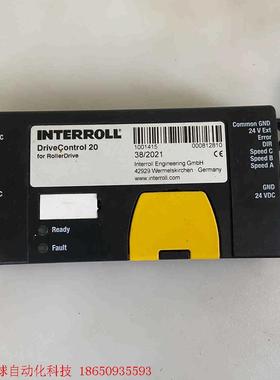 INTERROLL
DriveControl 20
for RollerDrive
1001415
000812810
38/2021
Interroll Engineering GmbH
42929 Wermelskirchen · Germany
www.interroll.com
Ready
Fault
Common GND
24 V Ext
Error
DIR
Speed C
Speed B
Speed A
GND
24 VDC
球自动化科技 18650935593